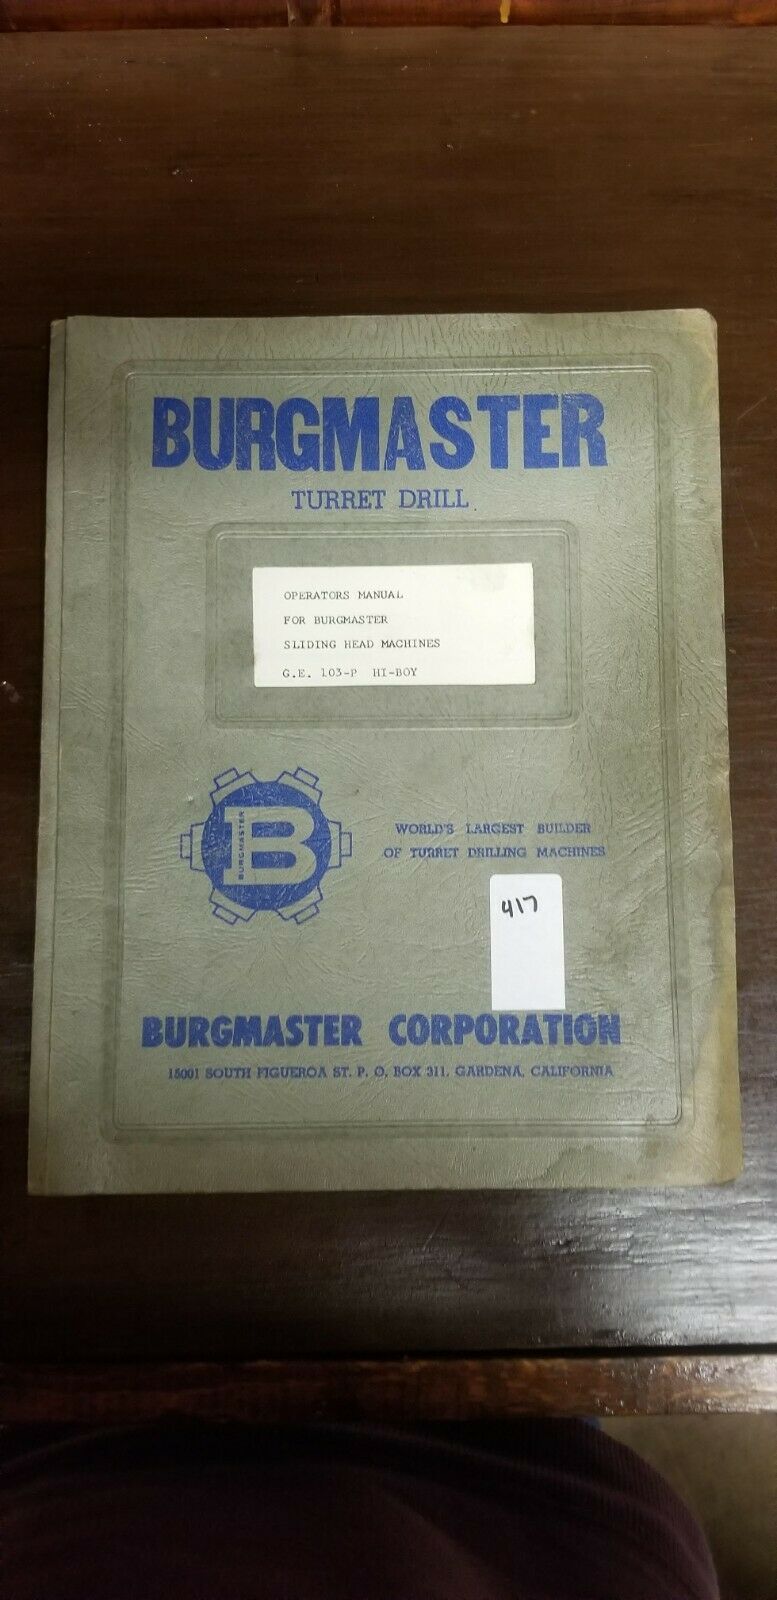 BURGMASTER
TURRET DRILL
OPERATORS MANUAL
FOR BURGMASTER
SLIDING HEAD MACHINES
G.E. 103-P HI-BOY
B
BURGMASTER
WORLD'S LARGEST BUILDER
OF TURRET DRILLING MACHINES
417
BURGMASTER CORPORATION
15001 SOUTH FIGUEROA ST. P. O. BOX 311, GARDENA, CALIFORNIA